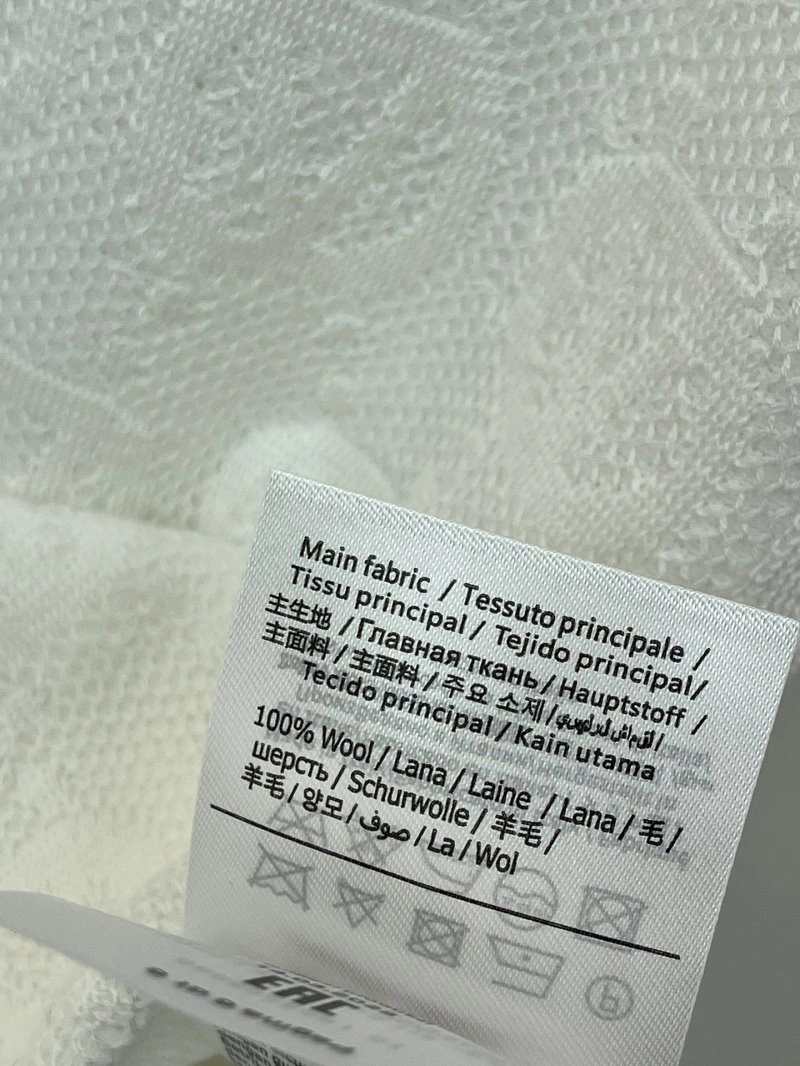 Main fabric / Tessuto principale /
Tissu principal / Tejido principal/
主生地 /Главная ткань/ Hauptstoff /
主面料 / 主面料 / 주요 소재/
Tecido principal / Kain utama
100% Wool / Lana / Laine / Lana / 毛 /
шерсть / Schurwolle / 羊毛 /
羊毛 / 양모 / صوف / La / Wol
EAC